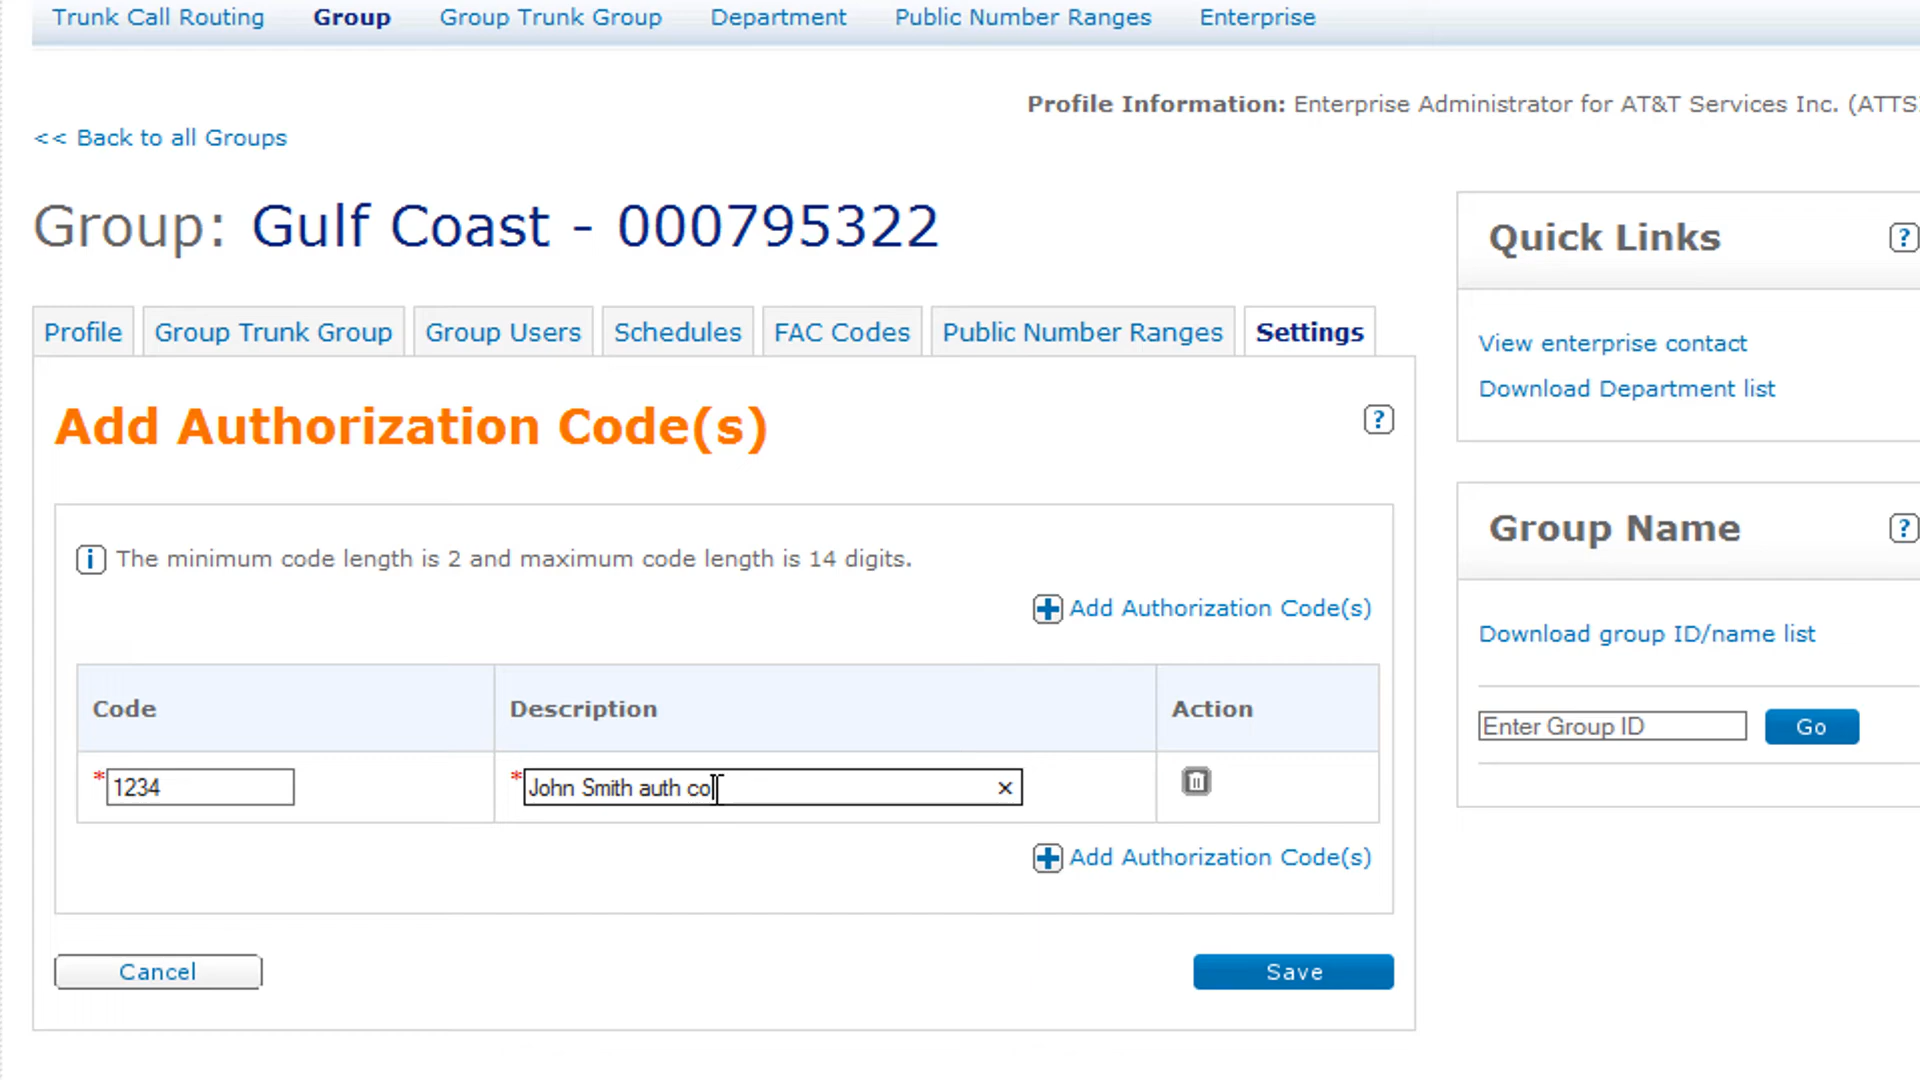 Trunk Call Routing Group Group Trunk Group Department Public Number Ranges Enterprise
Profile Information: Enterprise Administrator for AT&T Services Inc. (ATTS
<< Back to all Groups
Group: Gulf Coast - 000795322
Profile Group Trunk Group Group Users Schedules FAC Codes Public Number Ranges Settings
Add Authorization Code(s) ?
i The minimum code length is 2 and maximum code length is 14 digits.
Add Authorization Code(s)
Code Description Action
*1234 *John Smith auth co ×
Add Authorization Code(s)
Cancel Save
Quick Links ?
View enterprise contact
Download Department list
Group Name ?
Download group ID/name list
Enter Group ID Go